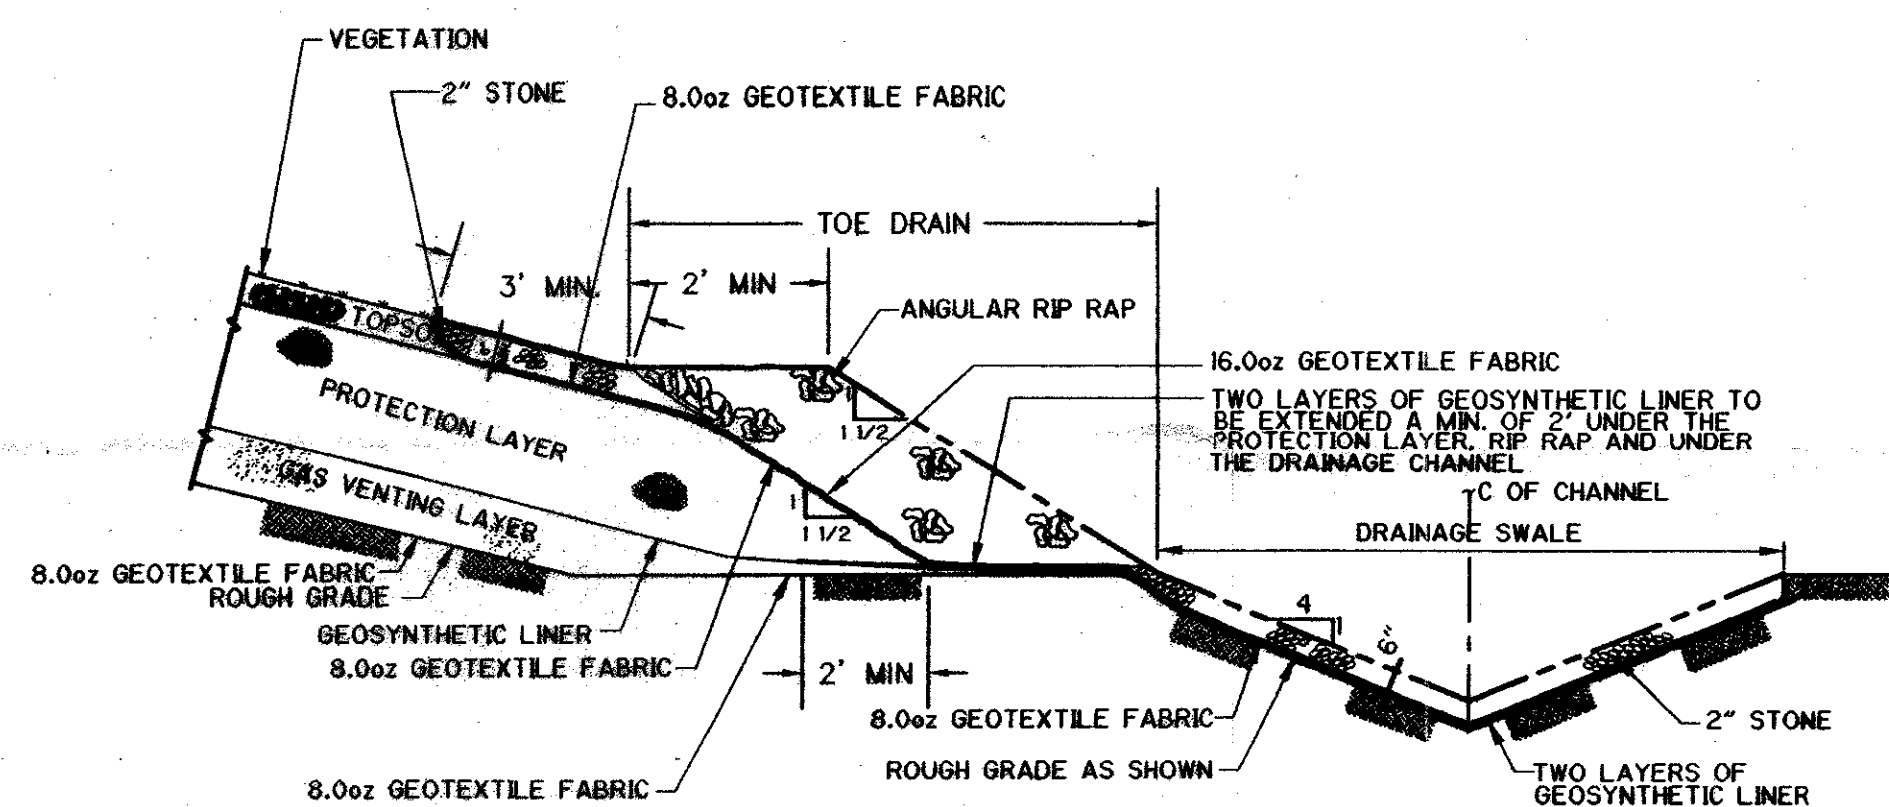 VEGETATION
2" STONE
8.0oz GEOTEXTILE FABRIC
TOE DRAIN
3' MIN.
2' MIN
ANGULAR RIP RAP
TOPSO
PROTECTION LAYER
GAS VENTING LAYER
1
1 1/2
1
1 1/2
16.0oz GEOTEXTILE FABRIC
TWO LAYERS OF GEOSYNTHETIC LINER TO
BE EXTENDED A MIN. OF 2' UNDER THE
PROTECTION LAYER, RIP RAP AND UNDER
THE DRAINAGE CHANNEL
C OF CHANNEL
DRAINAGE SWALE
8.0oz GEOTEXTILE FABRIC
ROUGH GRADE
GEOSYNTHETIC LINER
8.0oz GEOTEXTILE FABRIC
2' MIN
4
1
6"
8.0oz GEOTEXTILE FABRIC
2" STONE
ROUGH GRADE AS SHOWN
8.0oz GEOTEXTILE FABRIC
TWO LAYERS OF
GEOSYNTHETIC LINER